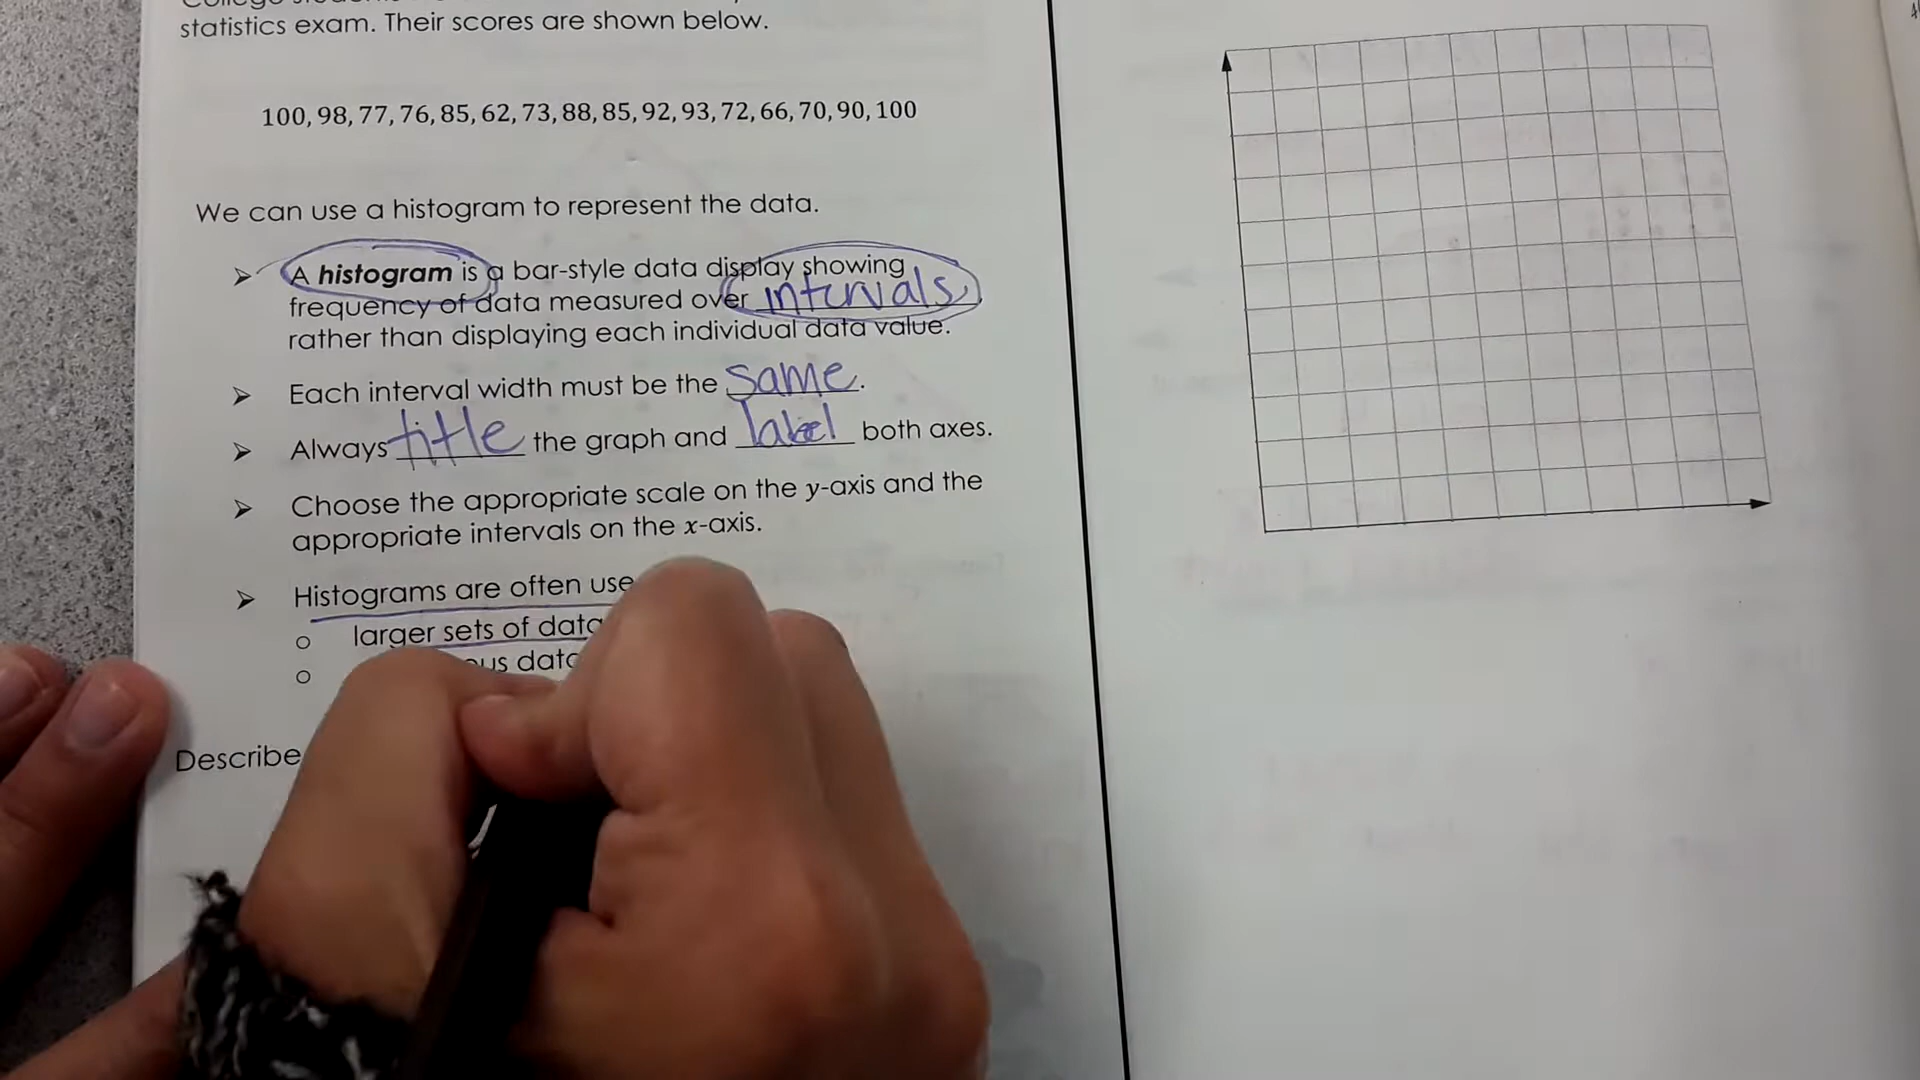 statistics exam. Their scores are shown below.
100, 98, 77, 76, 85, 62, 73, 88, 85, 92, 93, 72, 66, 70, 90, 100
We can use a histogram to represent the data.
➤ A histogram is a bar-style data display showing
frequency of data measured over intervals
rather than displaying each individual data value.
➤ Each interval width must be the same.
➤ Always title the graph and label both axes.
➤ Choose the appropriate scale on the y-axis and the
appropriate intervals on the x-axis.
➤ Histograms are often use
o larger sets of data
o data
Describe